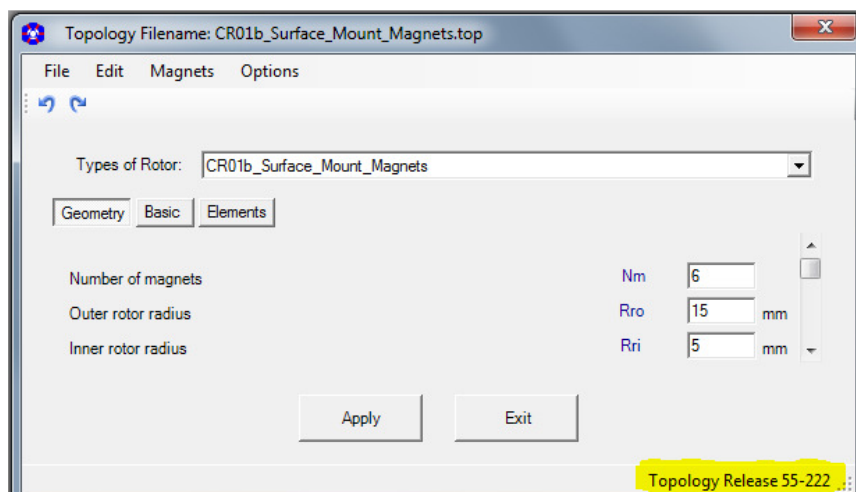 Topology Filename: CR01b_Surface_Mount_Magnets.top
File Edit Magnets Options
Types of Rotor: CR01b_Surface_Mount_Magnets
Geometry Basic Elements
Number of magnets Nm 6
Outer rotor radius Rro 15 mm
Inner rotor radius Rri 5 mm
Apply Exit
Topology Release 55-222